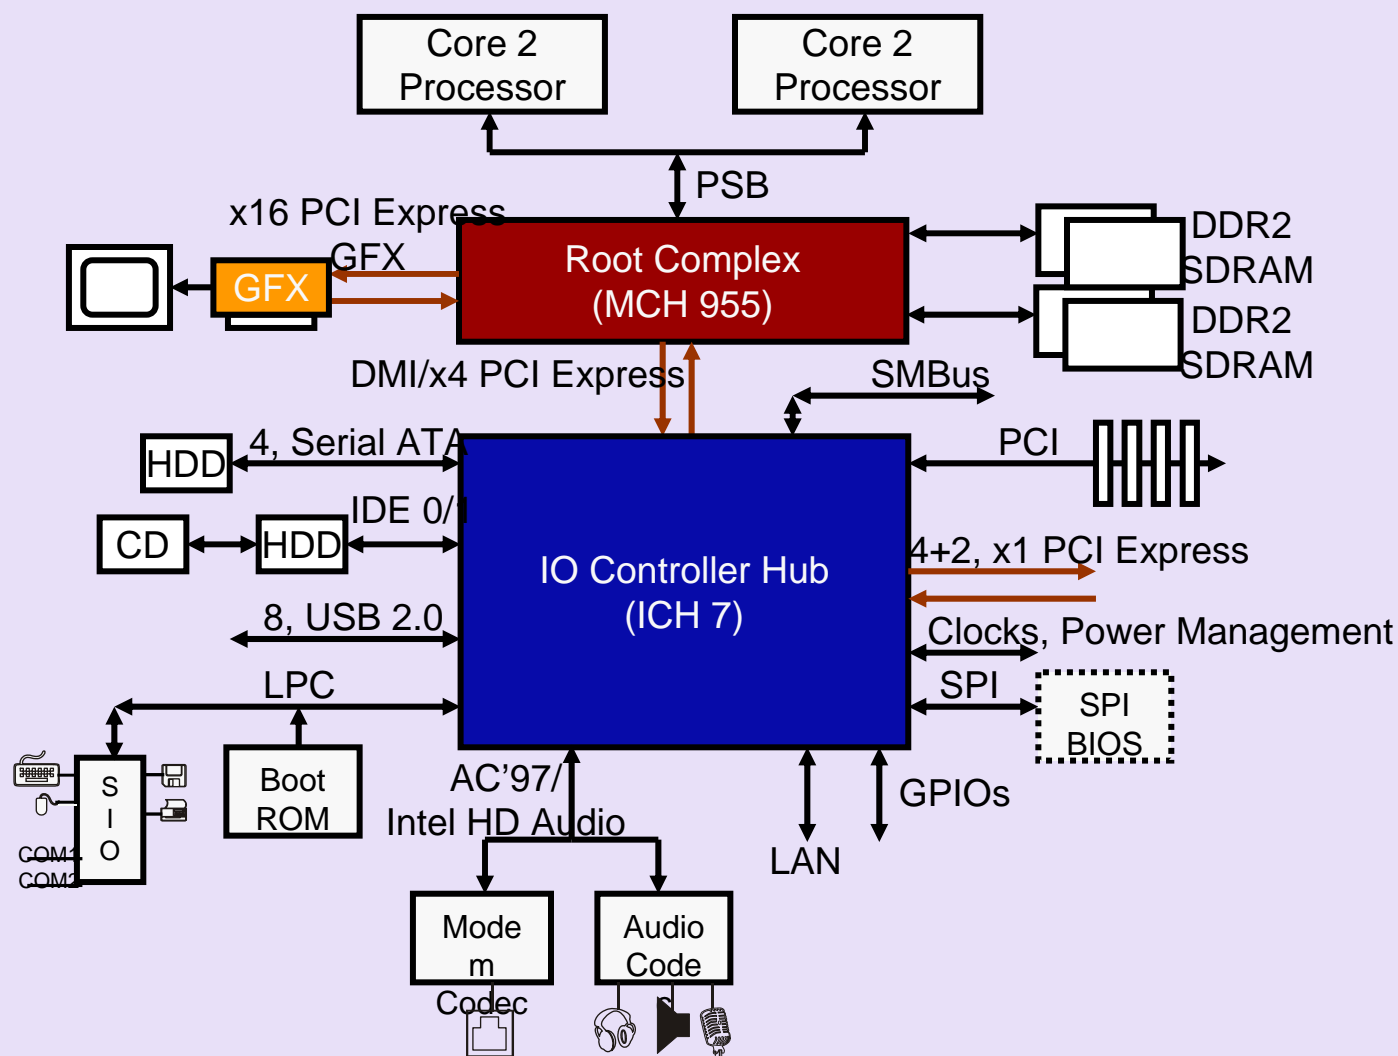 Core 2
Processor
Core 2
Processor
PSB
x16 PCI Express
GFX
GFX
Root Complex
(MCH 955)
DDR2
SDRAM
DDR2
SDRAM
DMI/x4 PCI Express
SMBus
HDD
4, Serial ATA
PCI
CD
HDD
IDE 0/1
IO Controller Hub
(ICH 7)
4+2, x1 PCI Express
8, USB 2.0
Clocks, Power Management
LPC
SPI
SPI
BIOS
S
I
O
COM1
COM2
Boot
ROM
AC’97/
Intel HD Audio
LAN
GPIOs
Mode
m
Codec
Audio
Code